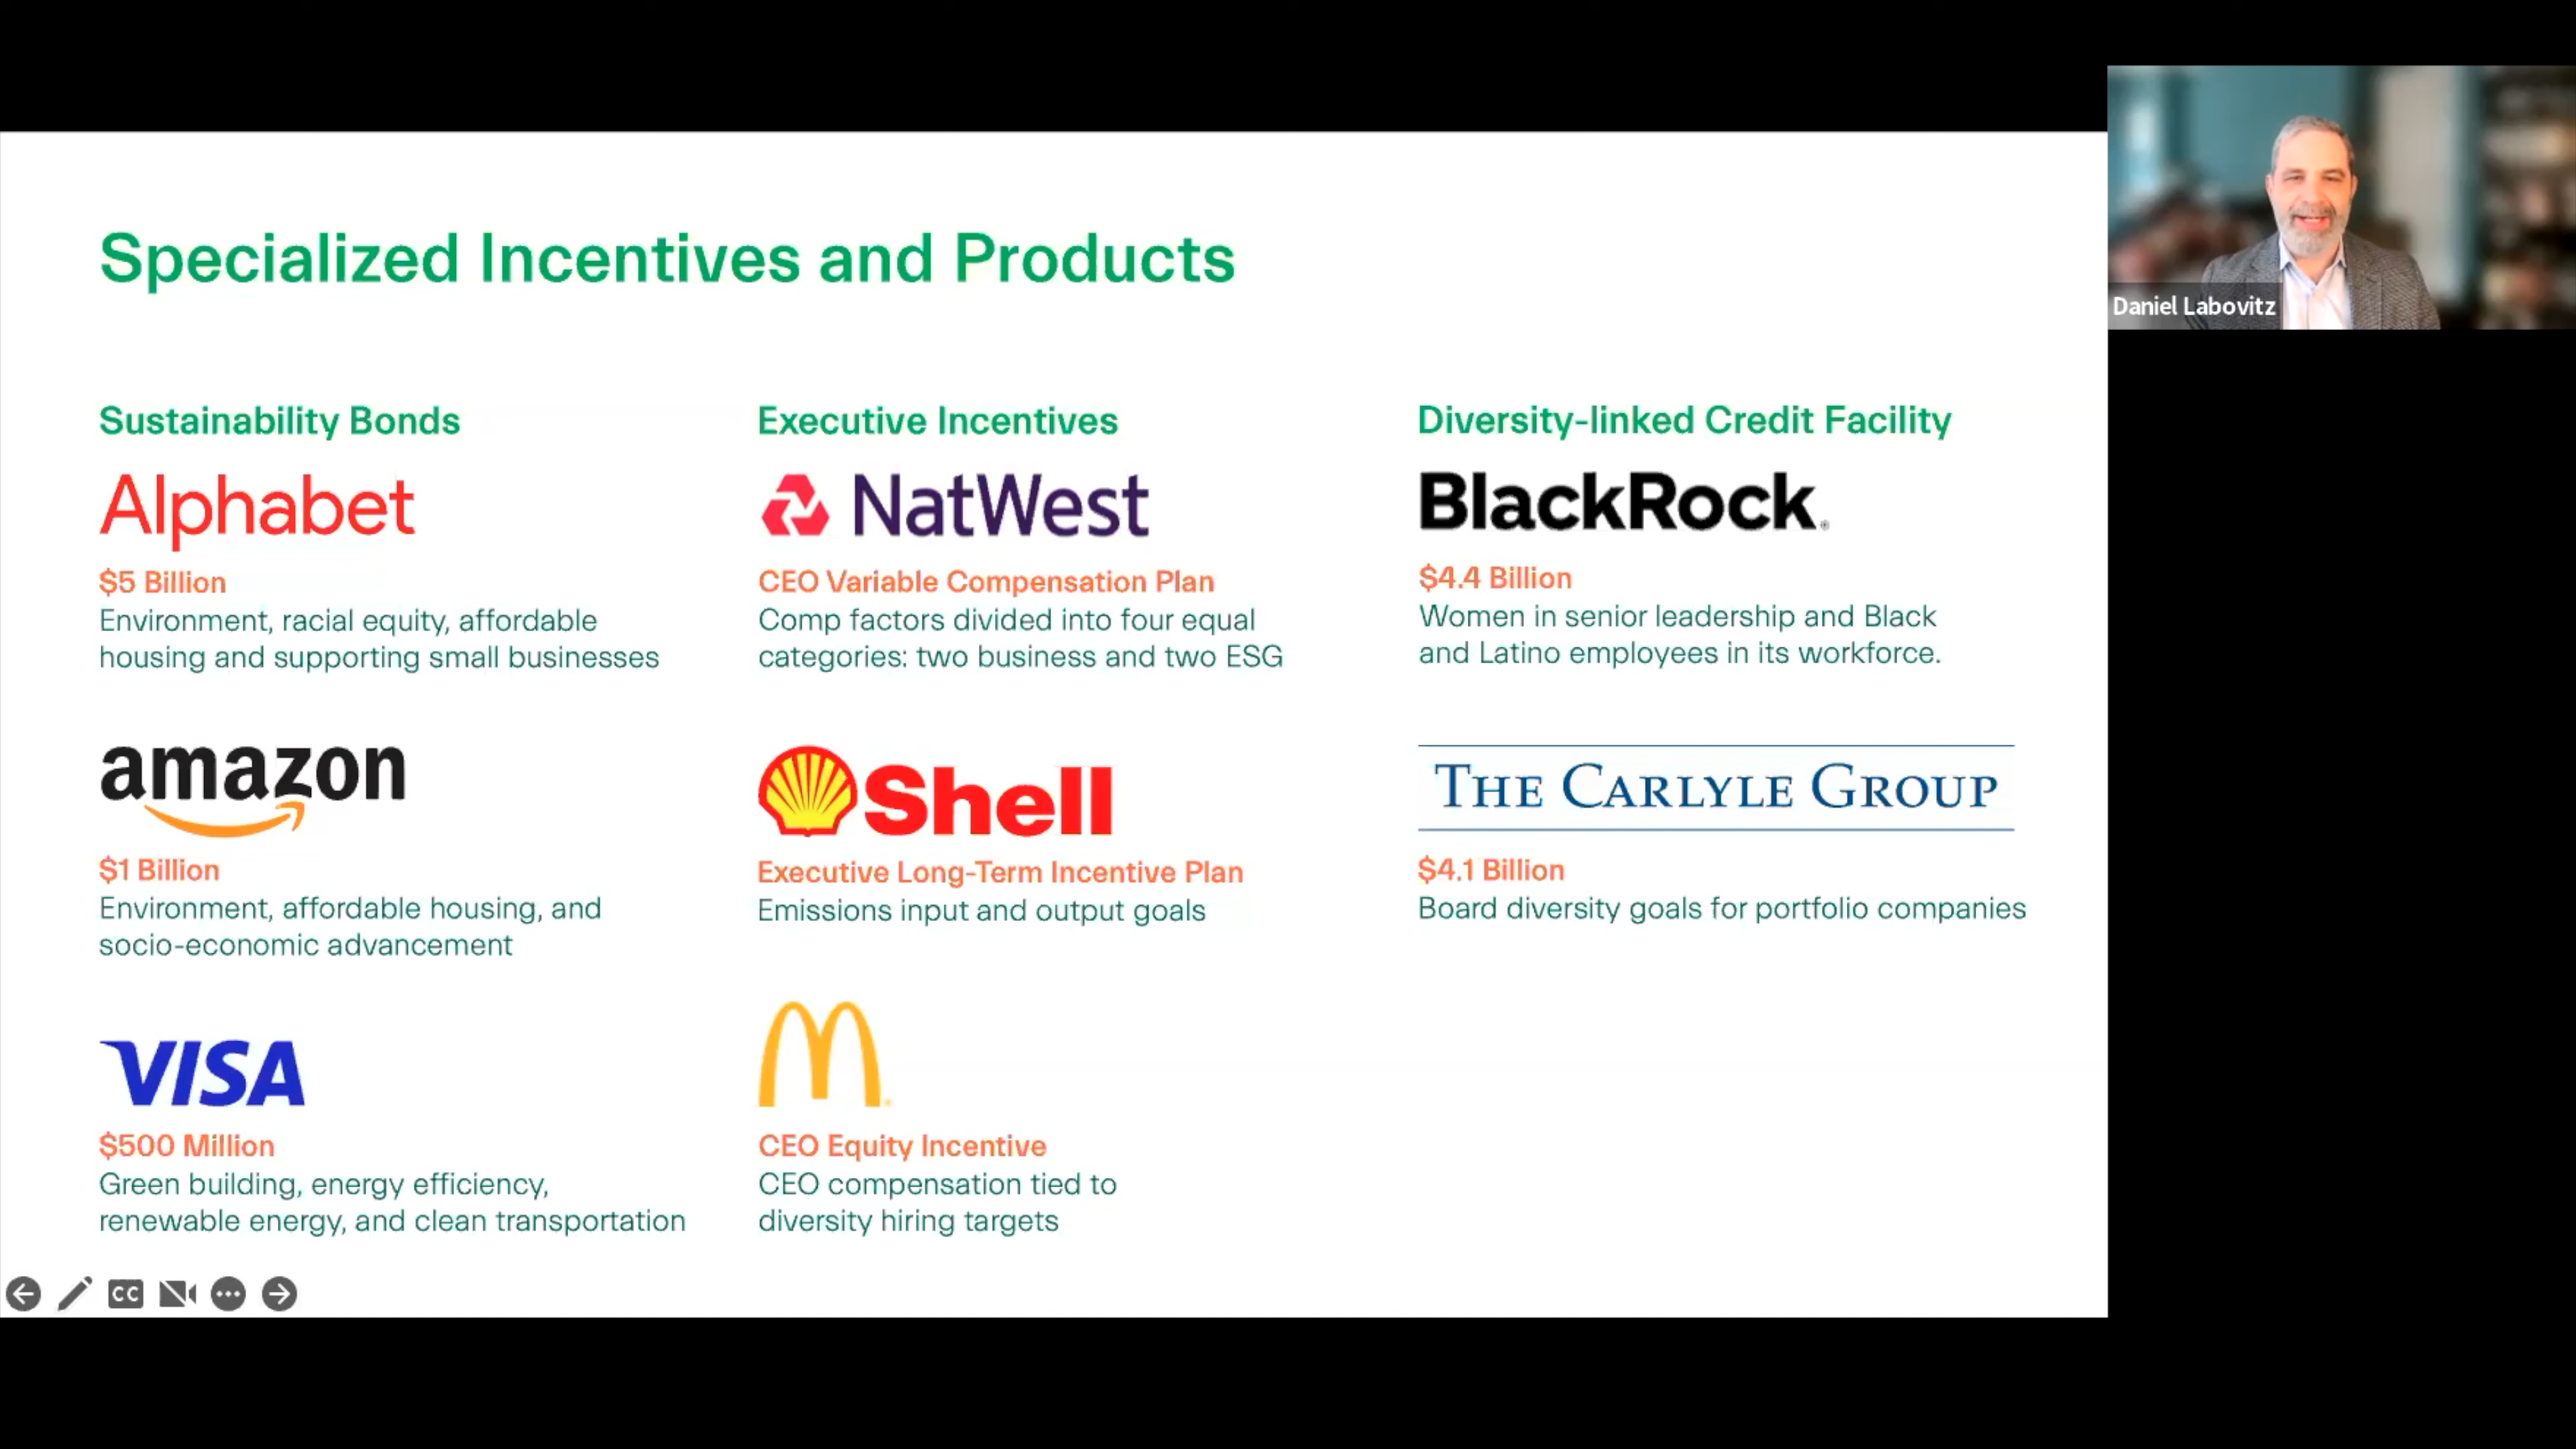 Specialized Incentives and Products
Sustainability Bonds
Alphabet
$5 Billion
Environment, racial equity, affordable
housing and supporting small businesses
amazon
$1 Billion
Environment, affordable housing, and
socio-economic advancement
VISA
$500 Million
Green building, energy efficiency,
renewable energy, and clean transportation
Executive Incentives
NatWest
CEO Variable Compensation Plan
Comp factors divided into four equal
categories: two business and two ESG
Shell
Executive Long-Term Incentive Plan
Emissions input and output goals
M
CEO Equity Incentive
CEO compensation tied to
diversity hiring targets
Diversity-linked Credit Facility
BlackRock®
$4.4 Billion
Women in senior leadership and Black
and Latino employees in its workforce.
THE CARLYLE GROUP
$4.1 Billion
Board diversity goals for portfolio companies
Daniel Labovitz
CC